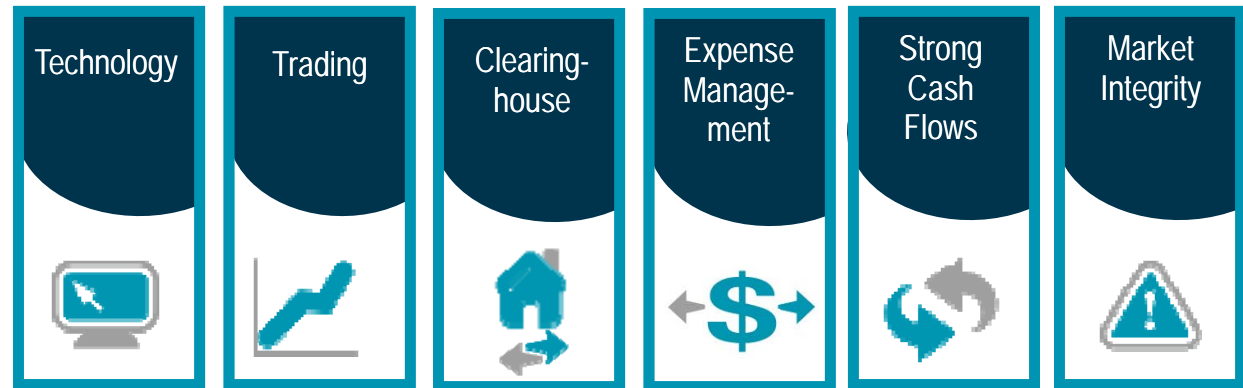 Technology
Trading
Clearing-
house
Expense
Manage-
ment
Strong
Cash
Flows
Market
Integrity
$
!